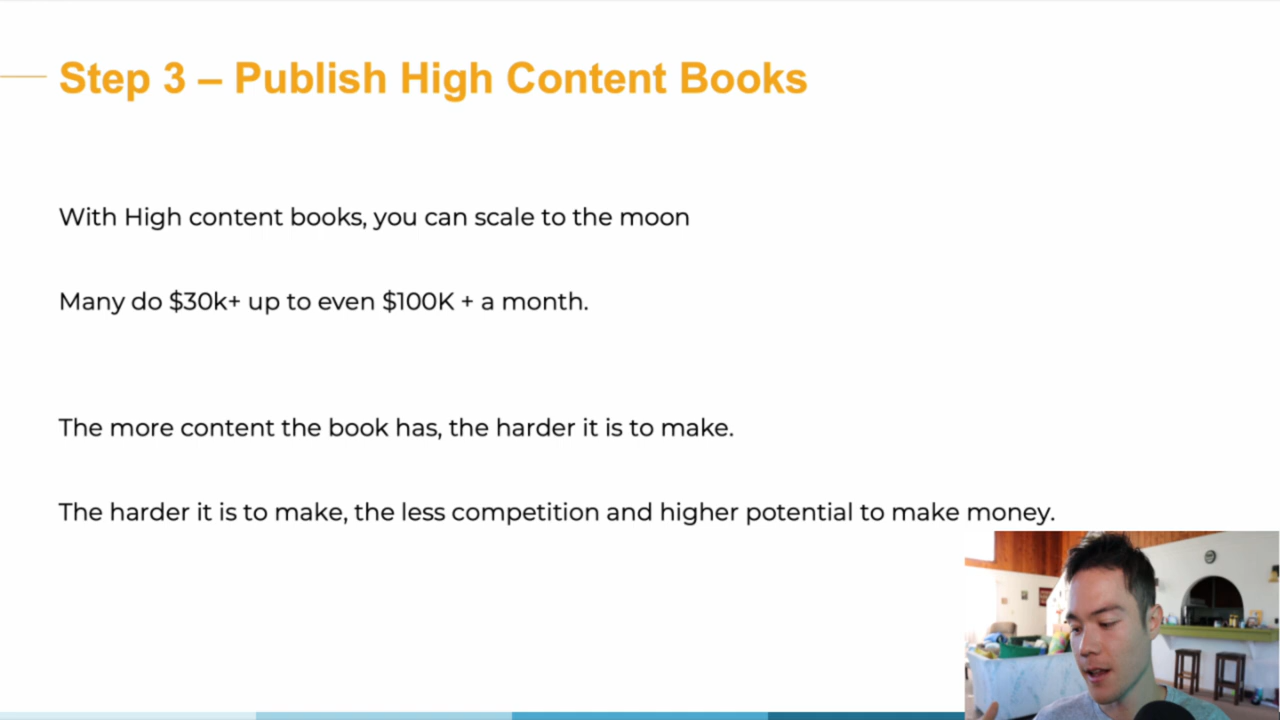 Step 3 – Publish High Content Books
With High content books, you can scale to the moon
Many do $30k+ up to even $100K + a month.
The more content the book has, the harder it is to make.
The harder it is to make, the less competition and higher potential to make money.